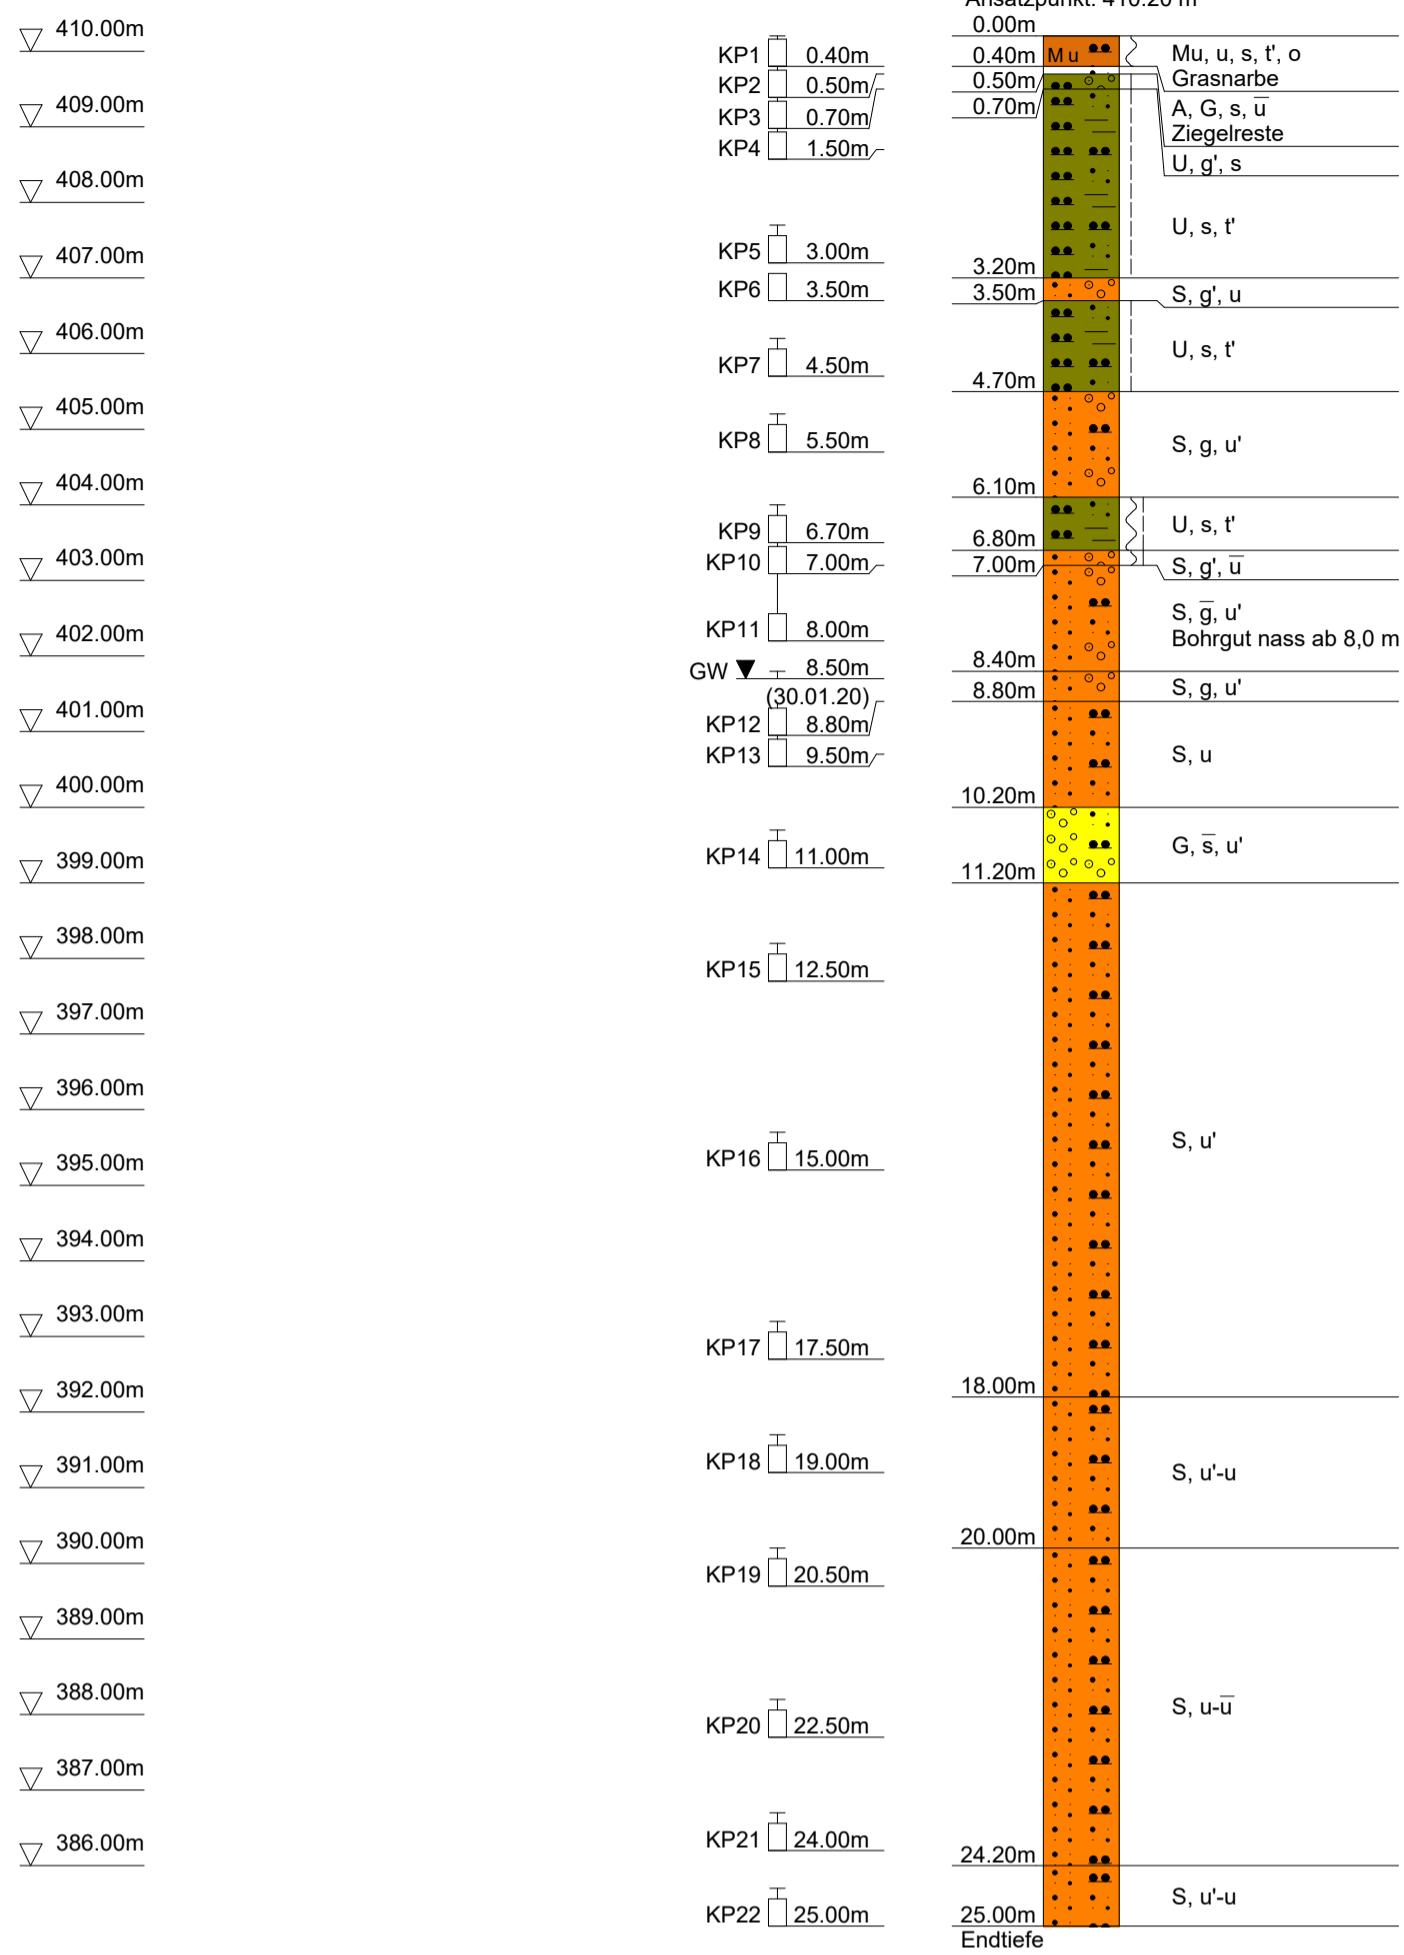 Ansatzpunkt: 410.20 m
410.00m
409.00m
408.00m
407.00m
406.00m
405.00m
404.00m
403.00m
402.00m
401.00m
400.00m
399.00m
398.00m
397.00m
396.00m
395.00m
394.00m
393.00m
392.00m
391.00m
390.00m
389.00m
388.00m
387.00m
386.00m
KP1 0.40m
KP2 0.50m
KP3 0.70m
KP4 1.50m
KP5 3.00m
KP6 3.50m
KP7 4.50m
KP8 5.50m
KP9 6.70m
KP10 7.00m
KP11 8.00m
GW 8.50m
(30.01.20)
KP12 8.80m
KP13 9.50m
KP14 11.00m
KP15 12.50m
KP16 15.00m
KP17 17.50m
KP18 19.00m
KP19 20.50m
KP20 22.50m
KP21 24.00m
KP22 25.00m
0.00m
0.40m
0.50m
0.70m
3.20m
3.50m
4.70m
6.10m
6.80m
7.00m
8.40m
8.80m
10.20m
11.20m
18.00m
20.00m
24.20m
25.00m
Endtiefe
Mu
Mu, u, s, t', o
Grasnarbe
A, G, s, u̅
Ziegelreste
U, g', s
U, s, t'
S, g', u
U, s, t'
S, g, u'
U, s, t'
S, g', u̅
S, g̅, u'
Bohrgut nass ab 8,0 m
S, g, u'
S, u
G, s̅, u'
S, u'
S, u'-u
S, u-u̅
S, u'-u